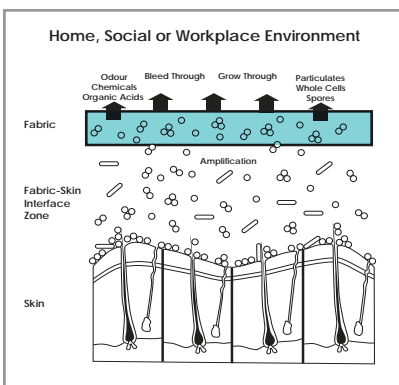 Home, Social or Workplace Environment
Odour
Chemicals
Organic Acids
Bleed Through
Grow Through
Particulates
Whole Cells
Spores
Fabric
Amplification
Fabric-Skin
Interface
Zone
Skin